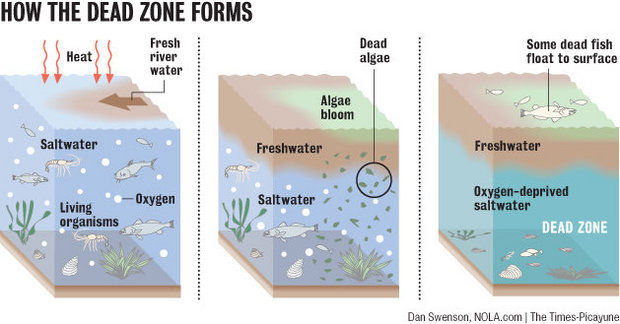 HOW THE DEAD ZONE FORMS
Heat
Fresh
river
water
Saltwater
Oxygen
Living
organisms
Dead
algae
Algae
bloom
Freshwater
Saltwater
Some dead fish
float to surface
Freshwater
Oxygen-deprived
saltwater
DEAD ZONE
Dan Swenson, NOLA.com | The Times-Picayune